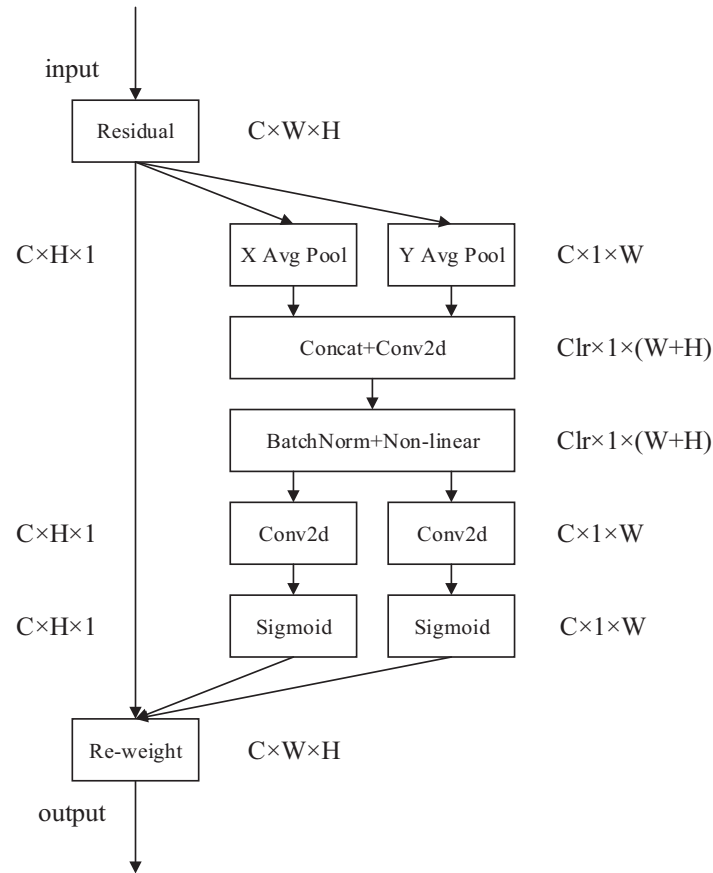 input
Residual
C×W×H
C×H×1
X Avg Pool
Y Avg Pool
C×1×W
Concat+Conv2d
Clr×1×(W+H)
BatchNorm+Non-linear
Clr×1×(W+H)
C×H×1
Conv2d
Conv2d
C×1×W
C×H×1
Sigmoid
Sigmoid
C×1×W
Re-weight
C×W×H
output